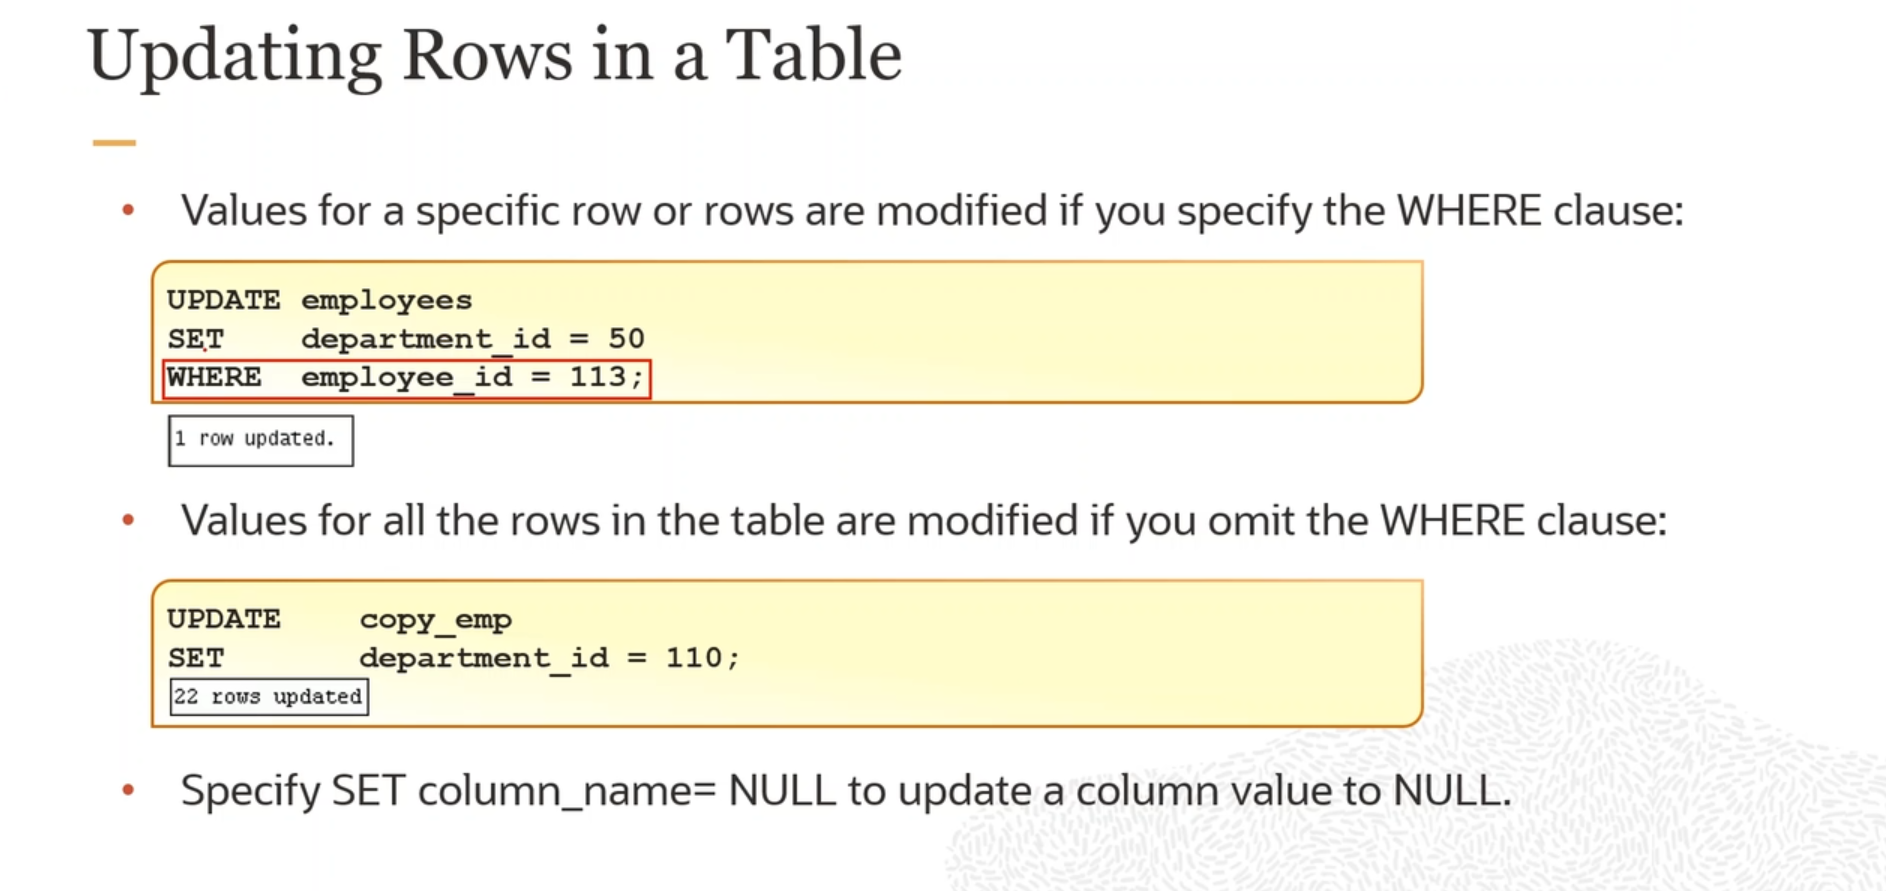 Updating Rows in a Table
• Values for a specific row or rows are modified if you specify the WHERE clause:
UPDATE employees
SET    department_id = 50
WHERE  employee_id = 113;
1 row updated.
• Values for all the rows in the table are modified if you omit the WHERE clause:
UPDATE    copy_emp
SET       department_id = 110;
22 rows updated
• Specify SET column_name= NULL to update a column value to NULL.